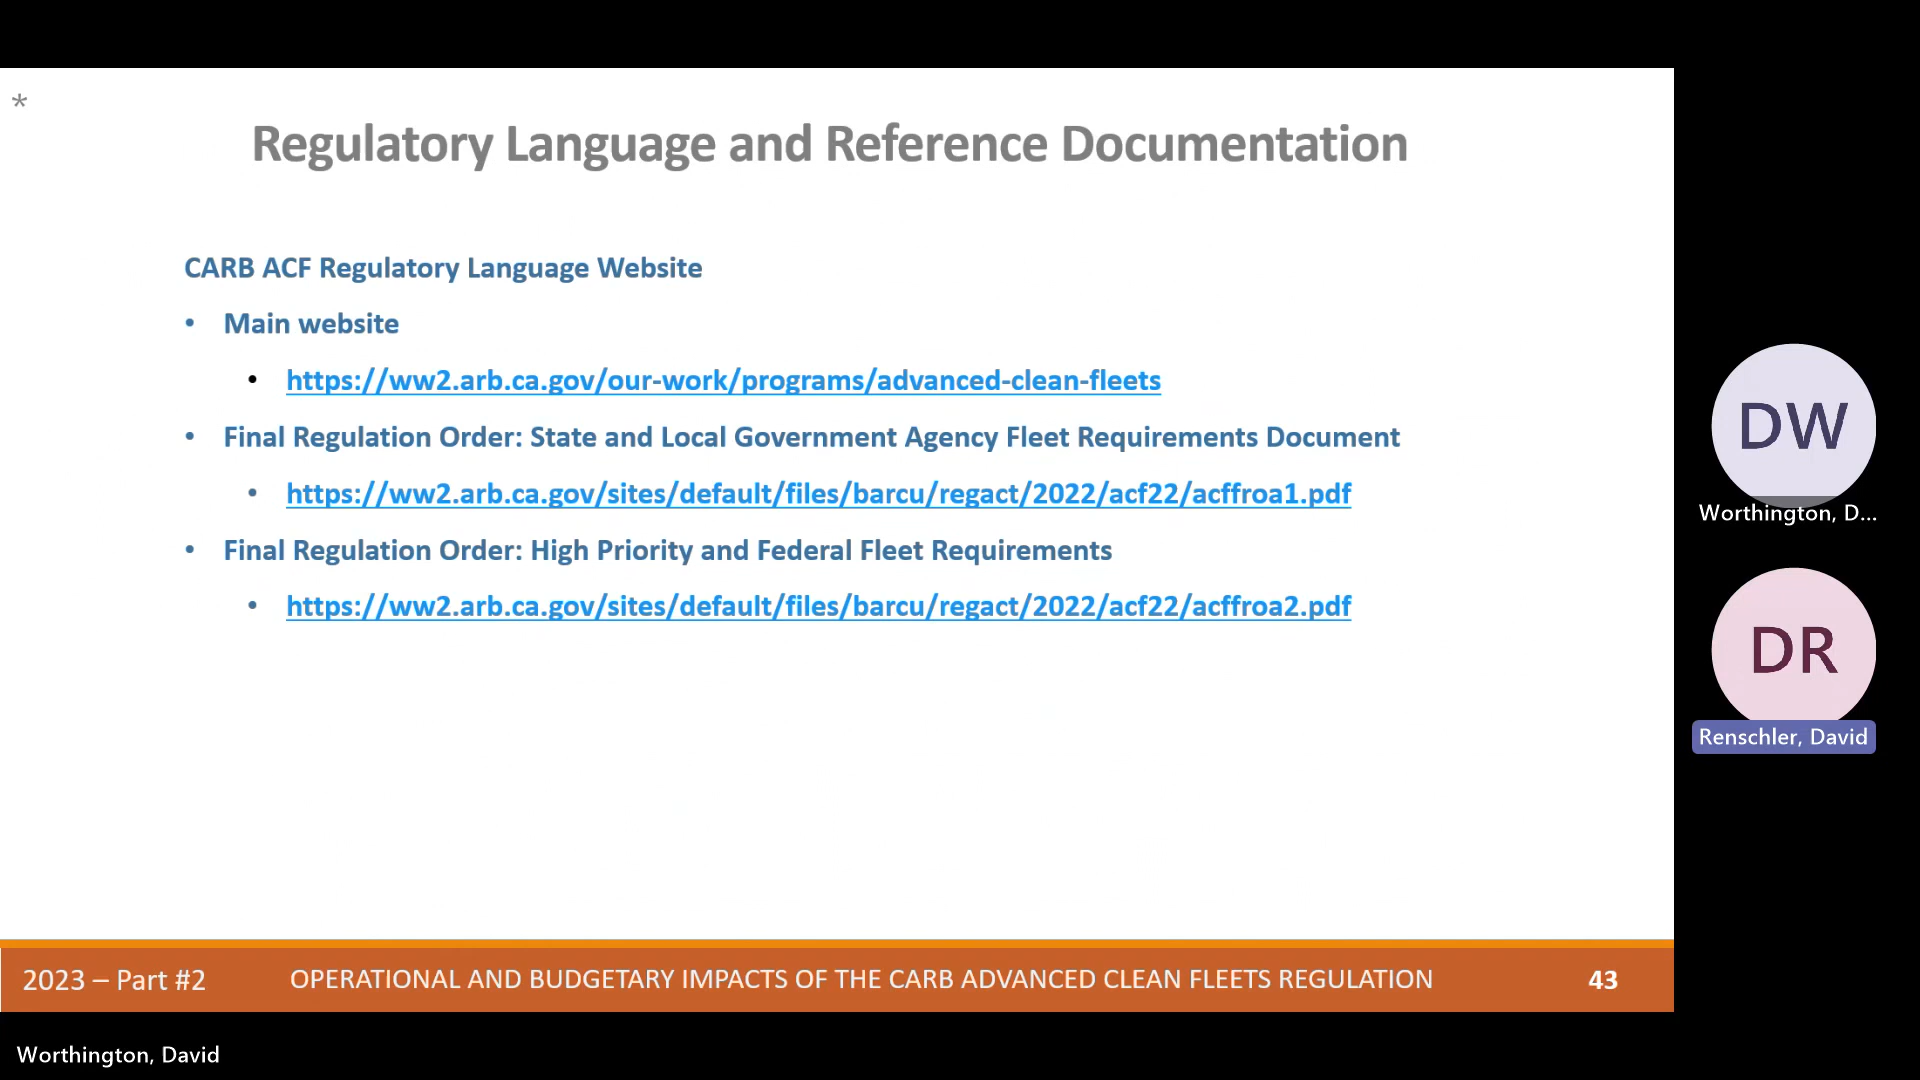 *
Regulatory Language and Reference Documentation
CARB ACF Regulatory Language Website
• Main website
• https://ww2.arb.ca.gov/our-work/programs/advanced-clean-fleets
• Final Regulation Order: State and Local Government Agency Fleet Requirements Document
• https://ww2.arb.ca.gov/sites/default/files/barcu/regact/2022/acf22/acffroa1.pdf
• Final Regulation Order: High Priority and Federal Fleet Requirements
• https://ww2.arb.ca.gov/sites/default/files/barcu/regact/2022/acf22/acffroa2.pdf
DW
Worthington, D...
DR
Renschler, David
2023 – Part #2 OPERATIONAL AND BUDGETARY IMPACTS OF THE CARB ADVANCED CLEAN FLEETS REGULATION 43
Worthington, David